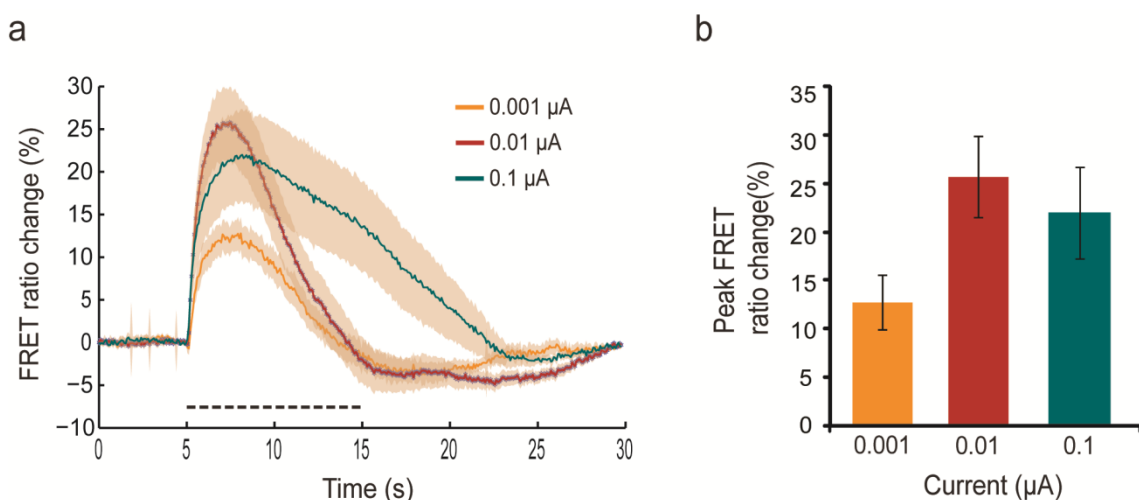 a
FRET ratio change (%)
30
25
20
15
10
5
0
−5
−10
0 5 10 15 20 25 30
Time (s)
0.001 µA
0.01 µA
0.1 µA
b
Peak FRET
ratio change(%)
35
30
25
20
15
10
5
0
0.001 0.01 0.1
Current (µA)